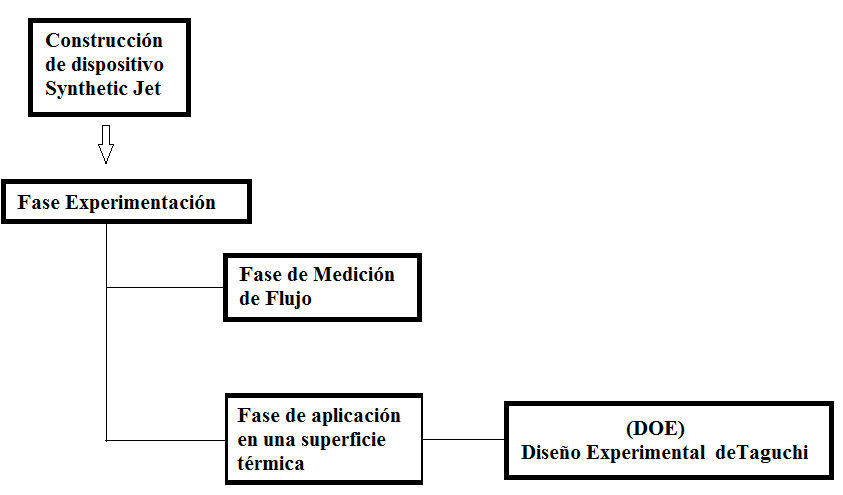 Construcción
de dispositivo
Synthetic Jet
Fase Experimentación
Fase de Medición
de Flujo
Fase de aplicación
en una superficie
térmica
(DOE)
Diseño Experimental deTaguchi